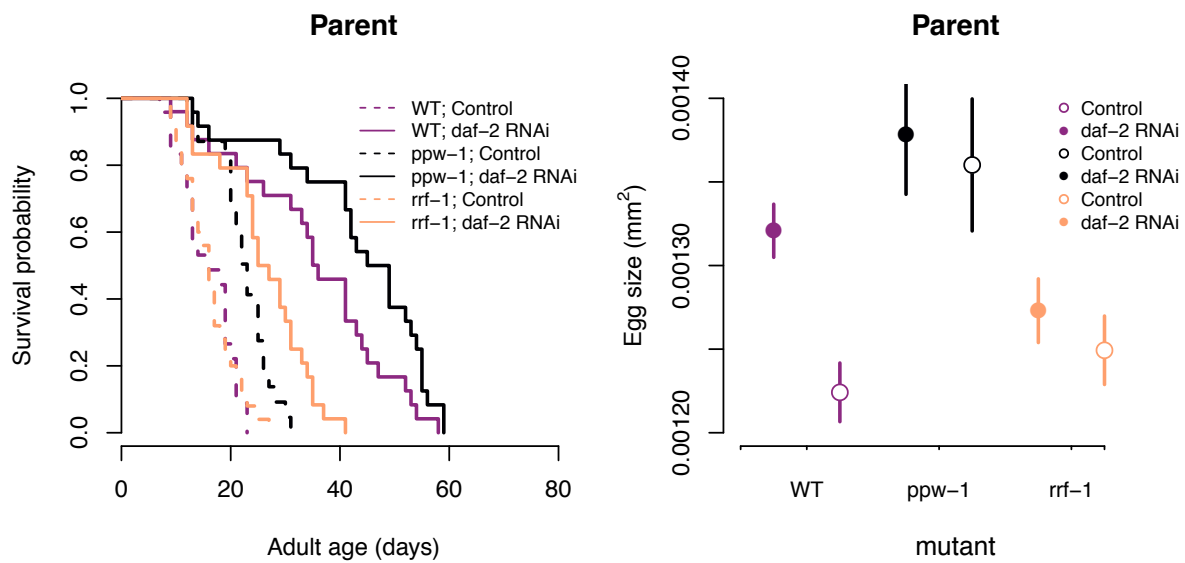 Parent
Survival probability
1.0
0.8
0.6
0.4
0.2
0.0
WT; Control
WT; daf−2 RNAi
ppw−1; Control
ppw−1; daf−2 RNAi
rrf−1; Control
rrf−1; daf−2 RNAi
0 20 40 60 80
Adult age (days)
Parent
Egg size (mm²)
0.00140
0.00130
0.00120
Control
daf−2 RNAi
Control
daf−2 RNAi
Control
daf−2 RNAi
WT ppw−1 rrf−1
mutant